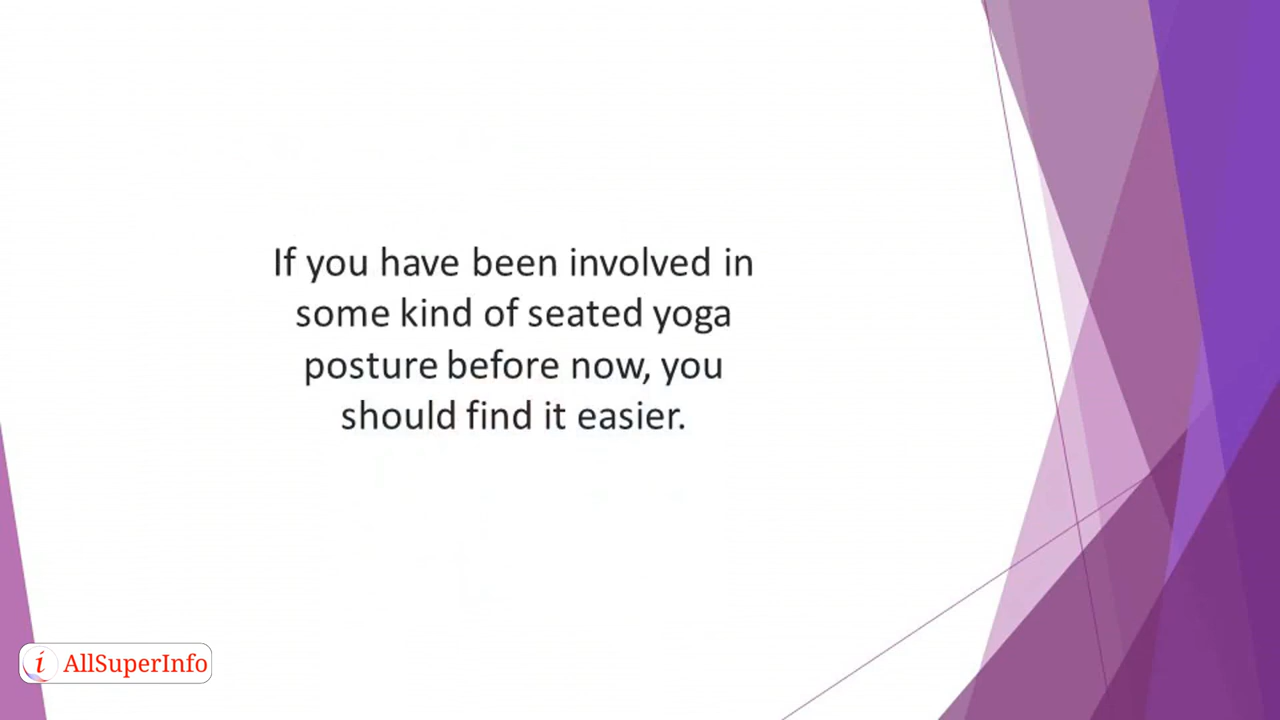 If you have been involved in
some kind of seated yoga
posture before now, you
should find it easier.
i AllSuperInfo